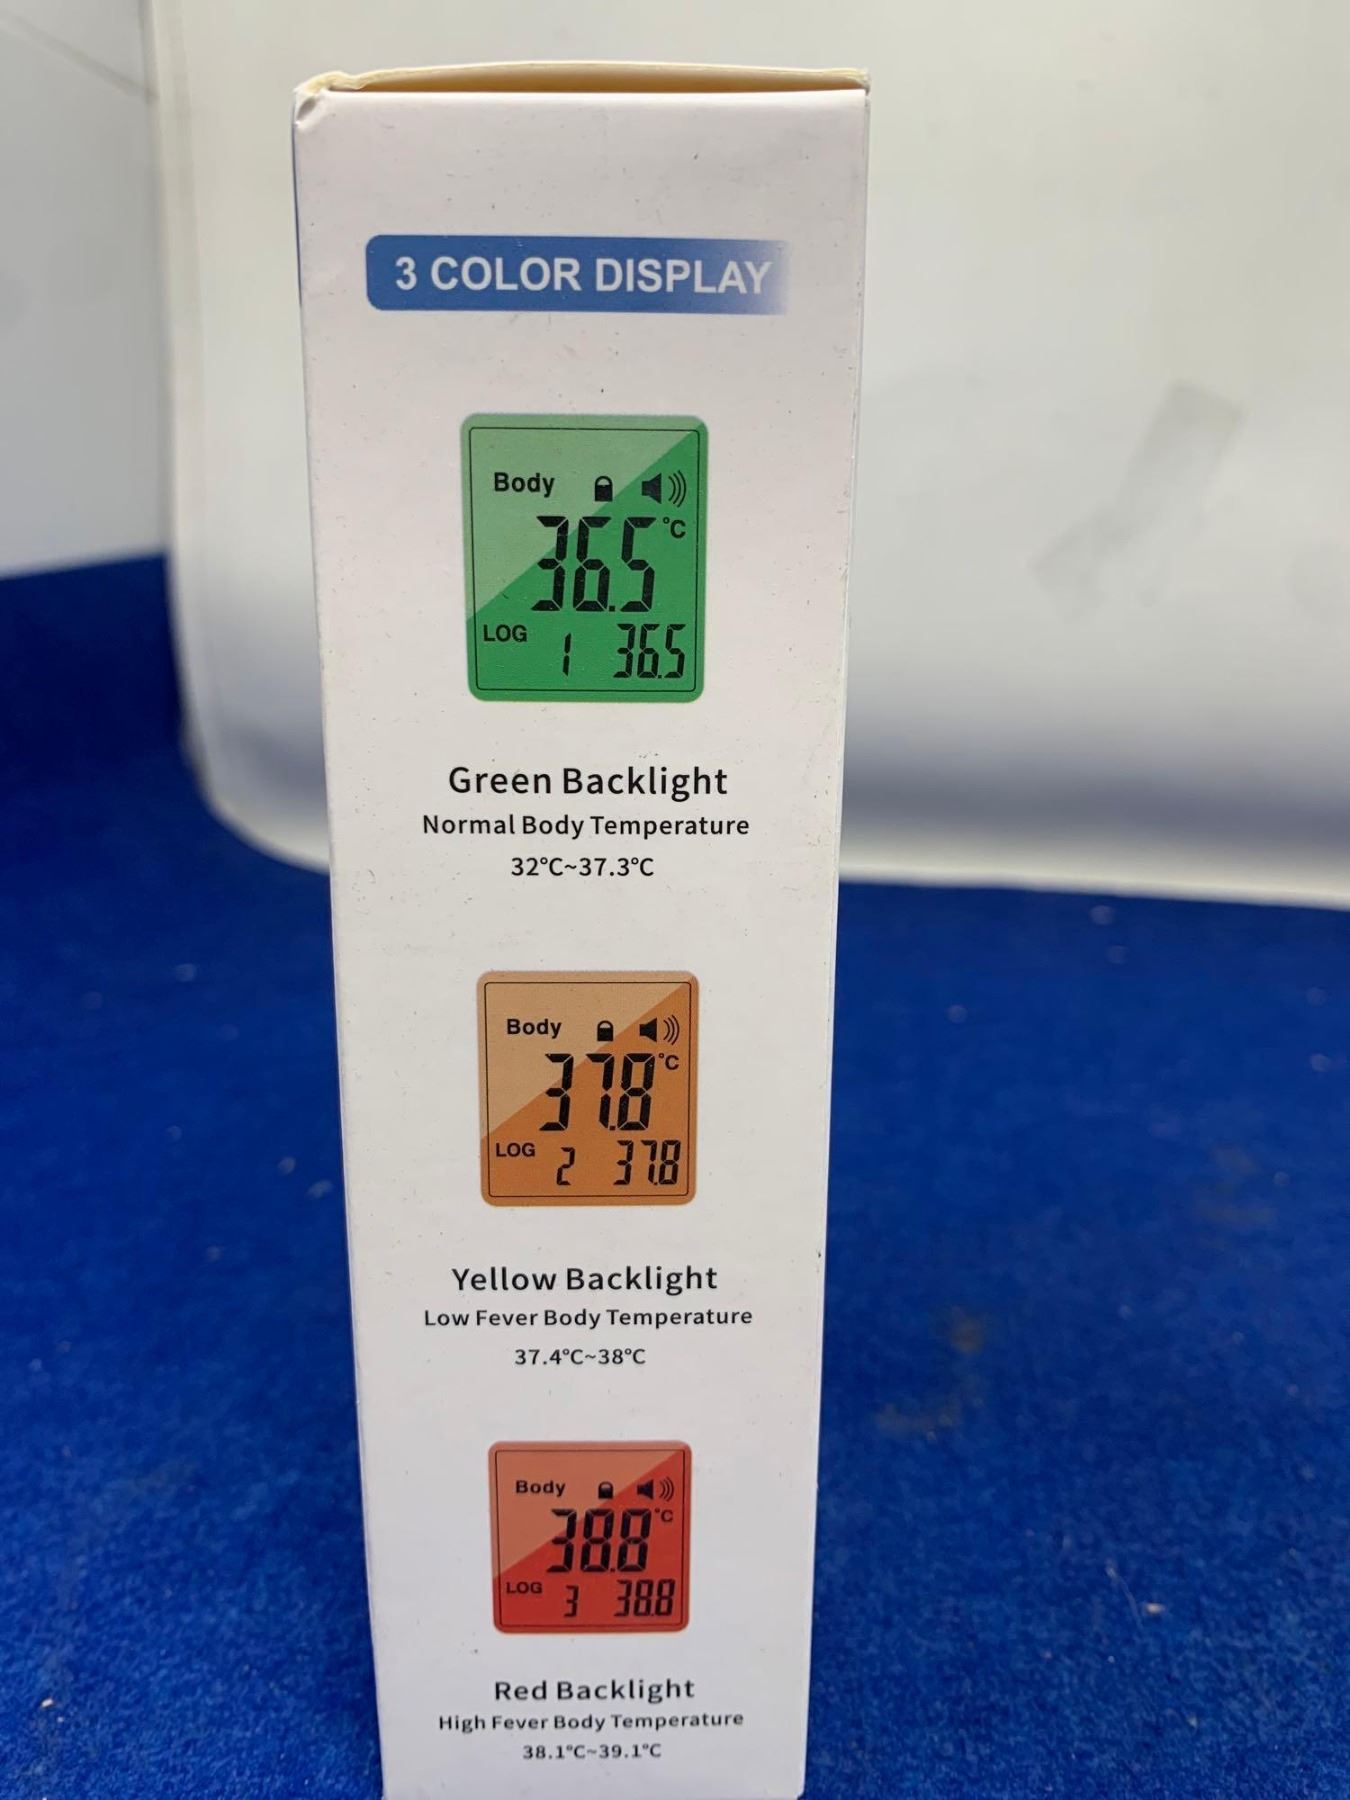 3 COLOR DISPLAY
Body
36.5 °C
LOG 1 36.5
Green Backlight
Normal Body Temperature
32°C~37.3°C
Body
37.8 °C
LOG 2 37.8
Yellow Backlight
Low Fever Body Temperature
37.4°C~38°C
Body
38.8 °C
LOG 3 38.8
Red Backlight
High Fever Body Temperature
38.1°C~39.1°C